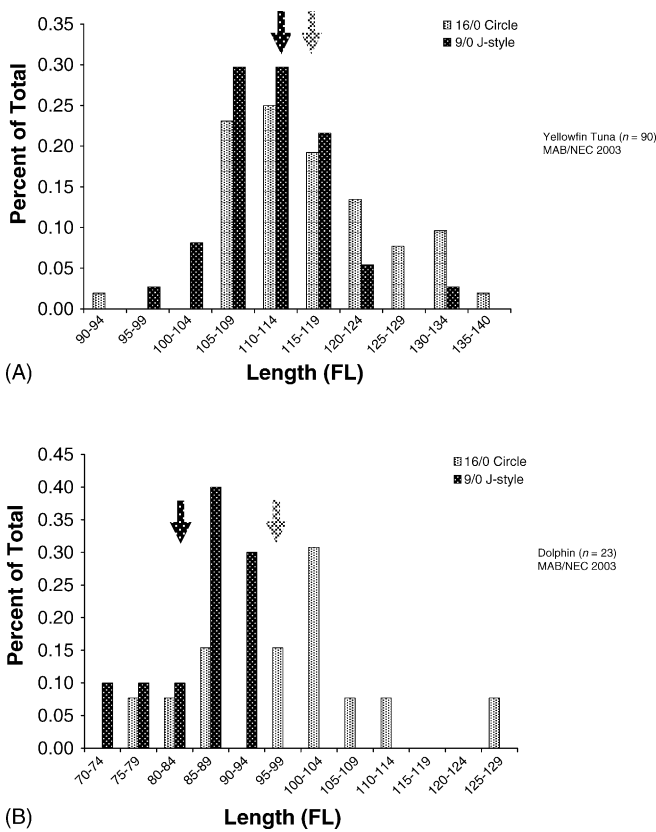 16/0 Circle
9/0 J-style
Percent of Total
0.35
0.30
0.25
0.20
0.15
0.10
0.05
0.00
Yellowfin Tuna (n = 90)
MAB/NEC 2003
90-94
95-99
100-104
105-109
110-114
115-119
120-124
125-129
130-134
135-140
(A)
Length (FL)
16/0 Circle
9/0 J-style
Percent of Total
0.45
0.40
0.35
0.30
0.25
0.20
0.15
0.10
0.05
0.00
Dolphin (n = 23)
MAB/NEC 2003
70-74
75-79
80-84
85-89
90-94
95-99
100-104
105-109
110-114
115-119
120-124
125-129
(B)
Length (FL)